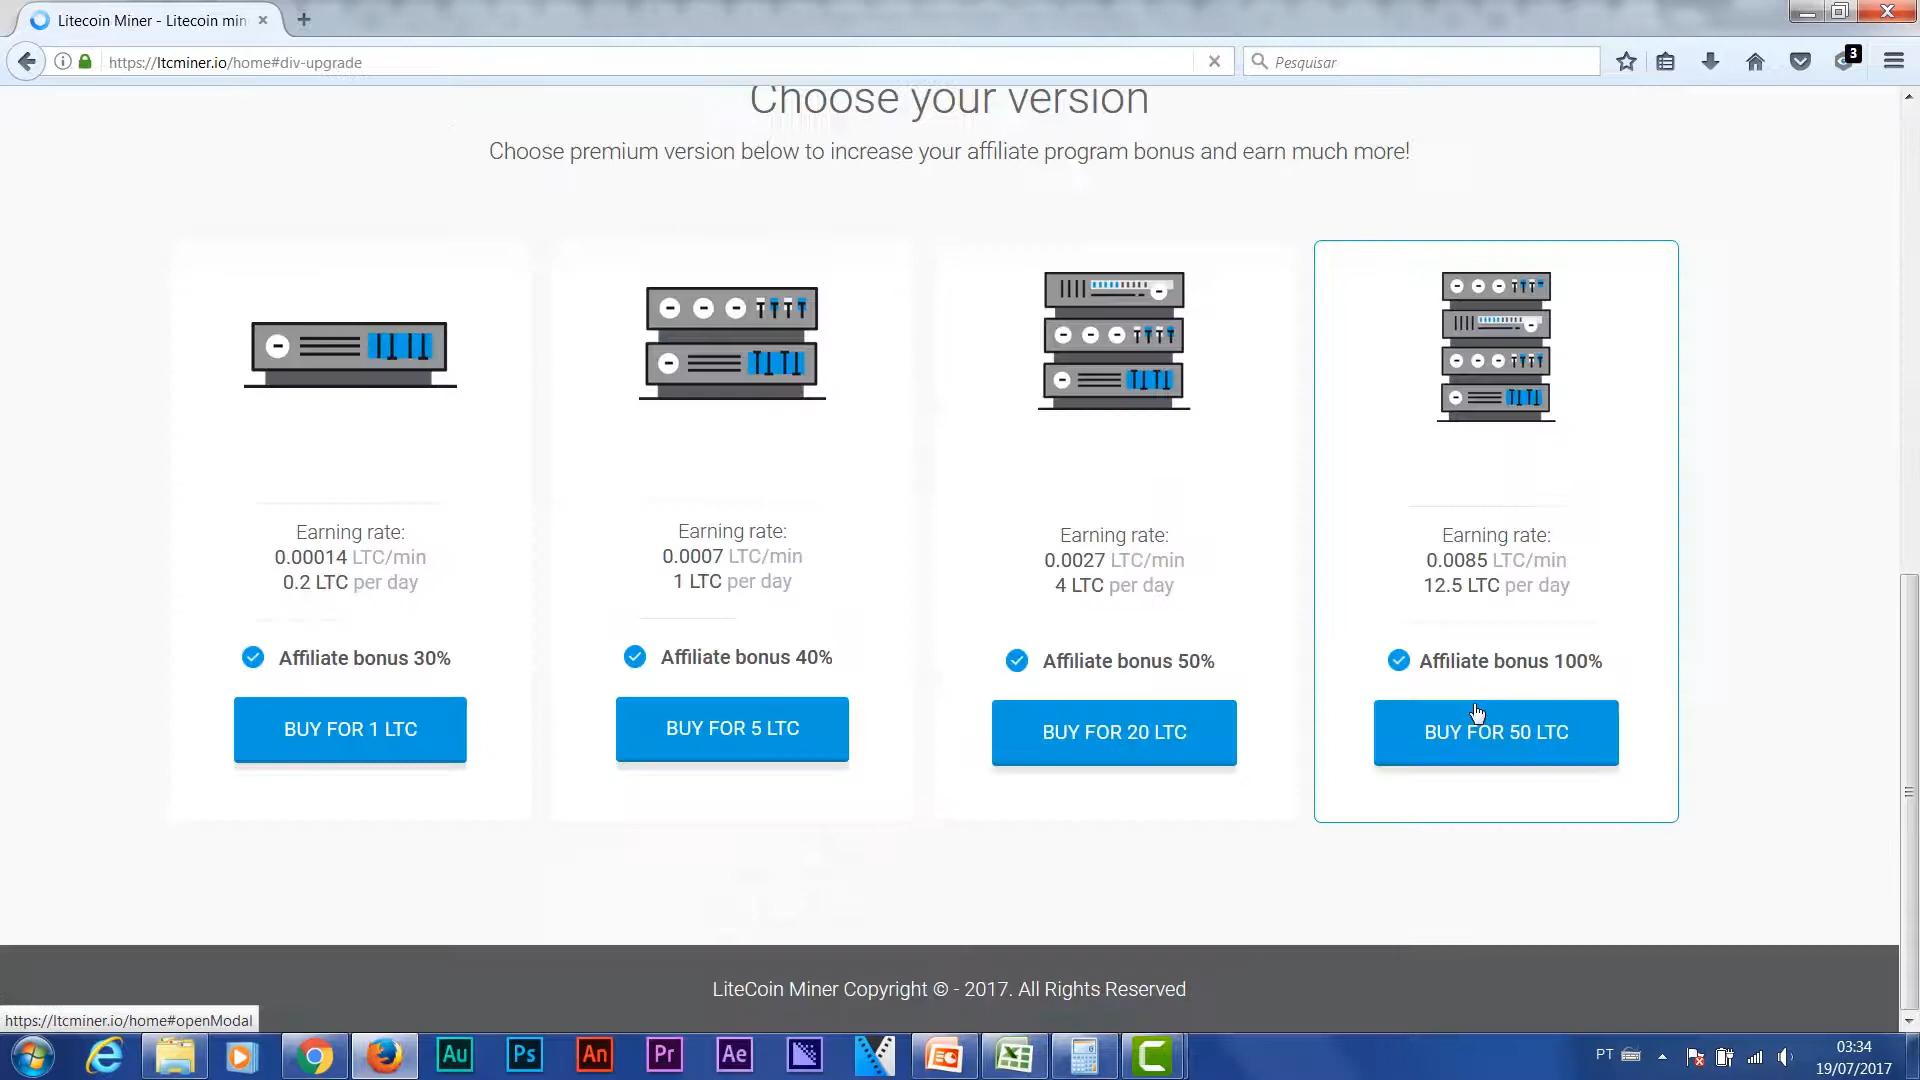 Litecoin Miner - Litecoin min
https://ltcminer.io/home#div-upgrade
Pesquisar
3
Choose your version
Choose premium version below to increase your affiliate program bonus and earn much more!
Earning rate:
0.00014 LTC/min
0.2 LTC per day
Affiliate bonus 30%
BUY FOR 1 LTC
Earning rate:
0.0007 LTC/min
1 LTC per day
Affiliate bonus 40%
BUY FOR 5 LTC
Earning rate:
0.0027 LTC/min
4 LTC per day
Affiliate bonus 50%
BUY FOR 20 LTC
Earning rate:
0.0085 LTC/min
12.5 LTC per day
Affiliate bonus 100%
BUY FOR 50 LTC
LiteCoin Miner Copyright © - 2017. All Rights Reserved
https://ltcminer.io/home#openModal
Au
Ps
An
Pr
Ae
PT
03:34
19/07/2017